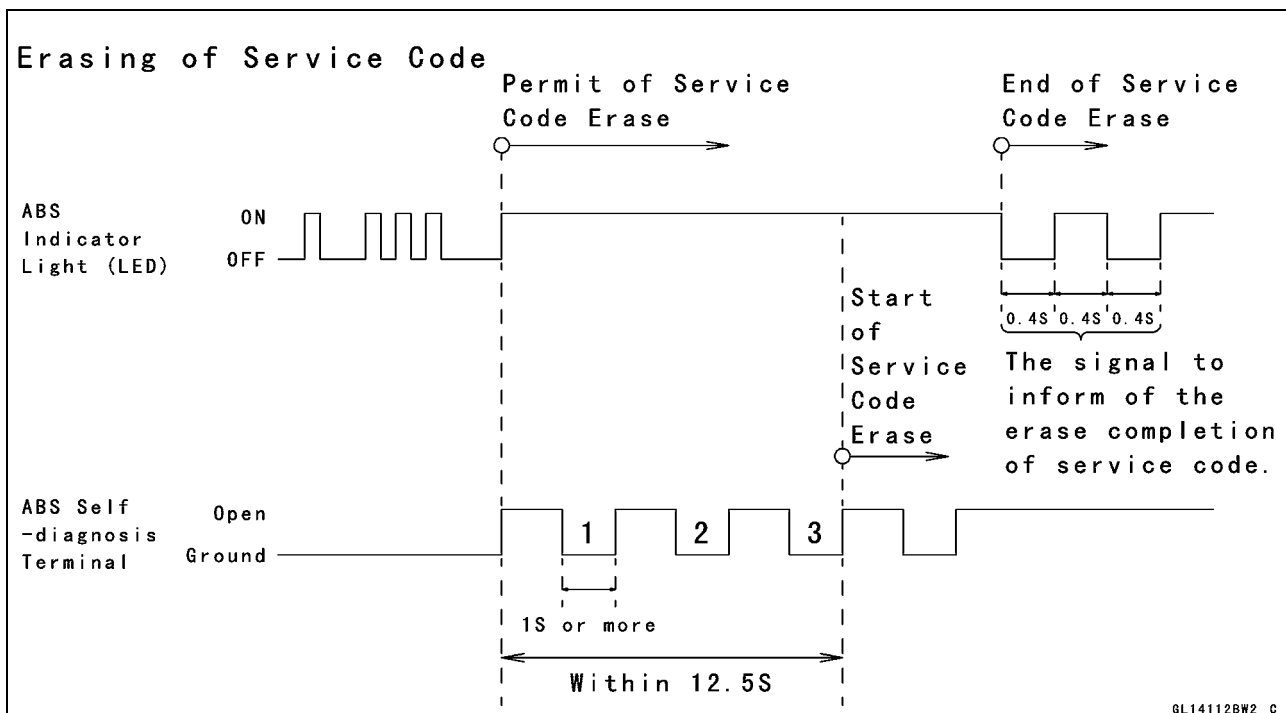 Erasing of Service Code
Permit of Service
Code Erase
End of Service
Code Erase
ABS
Indicator
Light (LED)
ON
OFF
0.4S 0.4S 0.4S
Start
of
Service
Code
Erase
The signal to
inform of the
erase completion
of service code.
ABS Self
-diagnosis
Terminal
Open
Ground
1 2 3
1S or more
Within 12.5S
GL14112BW2 C